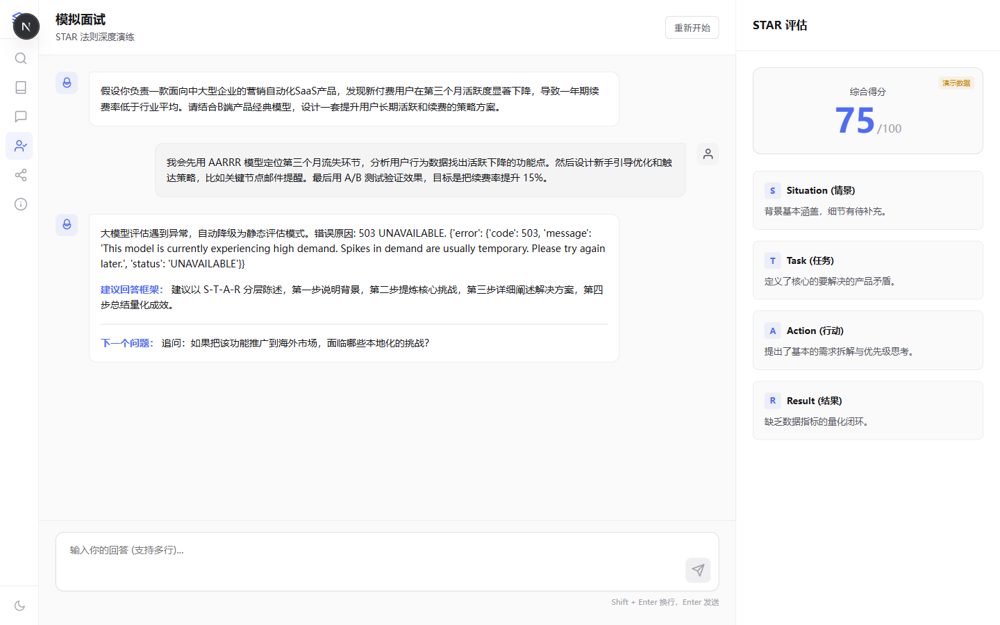 N
模拟面试
STAR 法则深度演练
重新开始
假设你负责一款面向中大型企业的营销自动化SaaS产品，发现新付费用户在第三个月活跃度显著下降，导致一年期续
费率低于行业平均。请结合B端产品经典模型，设计一套提升用户长期活跃和续费的策略方案。
我会先用 AARRR 模型定位第三个月流失环节，分析用户行为数据找出活跃下降的功能点。然后设计新手引导优化和触
达策略，比如关键节点邮件提醒。最后用 A/B 测试验证效果，目标是把续费率提升 15%。
大模型评估遇到异常，自动降级为静态评估模式。错误原因: 503 UNAVAILABLE. {'error': {'code': 503, 'message':
'This model is currently experiencing high demand. Spikes in demand are usually temporary. Please try again
later.', 'status': 'UNAVAILABLE'}}
建议回答框架： 建议以 S-T-A-R 分层陈述，第一步说明背景，第二步提炼核心挑战，第三步详细阐述解决方案，第四
步总结量化成效。
下一个问题： 追问：如果把该功能推广到海外市场，面临哪些本地化的挑战？
输入你的回答 (支持多行)...
Shift + Enter 换行，Enter 发送
STAR 评估
演示数据
综合得分
75/100
S Situation (情景)
背景基本涵盖，细节有待补充。
T Task (任务)
定义了核心的要解决的产品矛盾。
A Action (行动)
提出了基本的需求拆解与优先级思考。
R Result (结果)
缺乏数据指标的量化闭环。